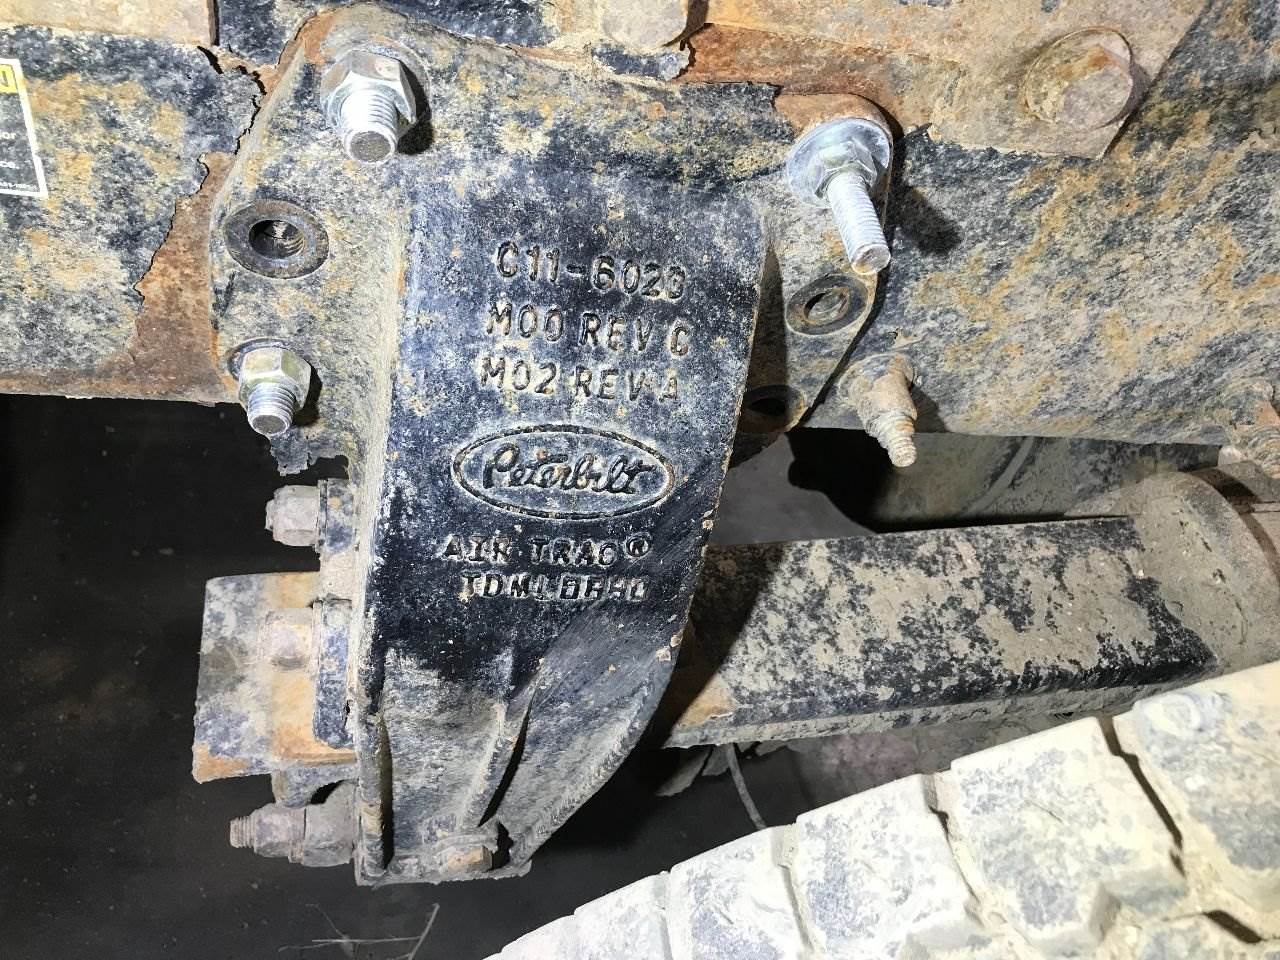 C11-6023
M00 REV C
M02 REV A
Peterbilt
AIR TRAC®